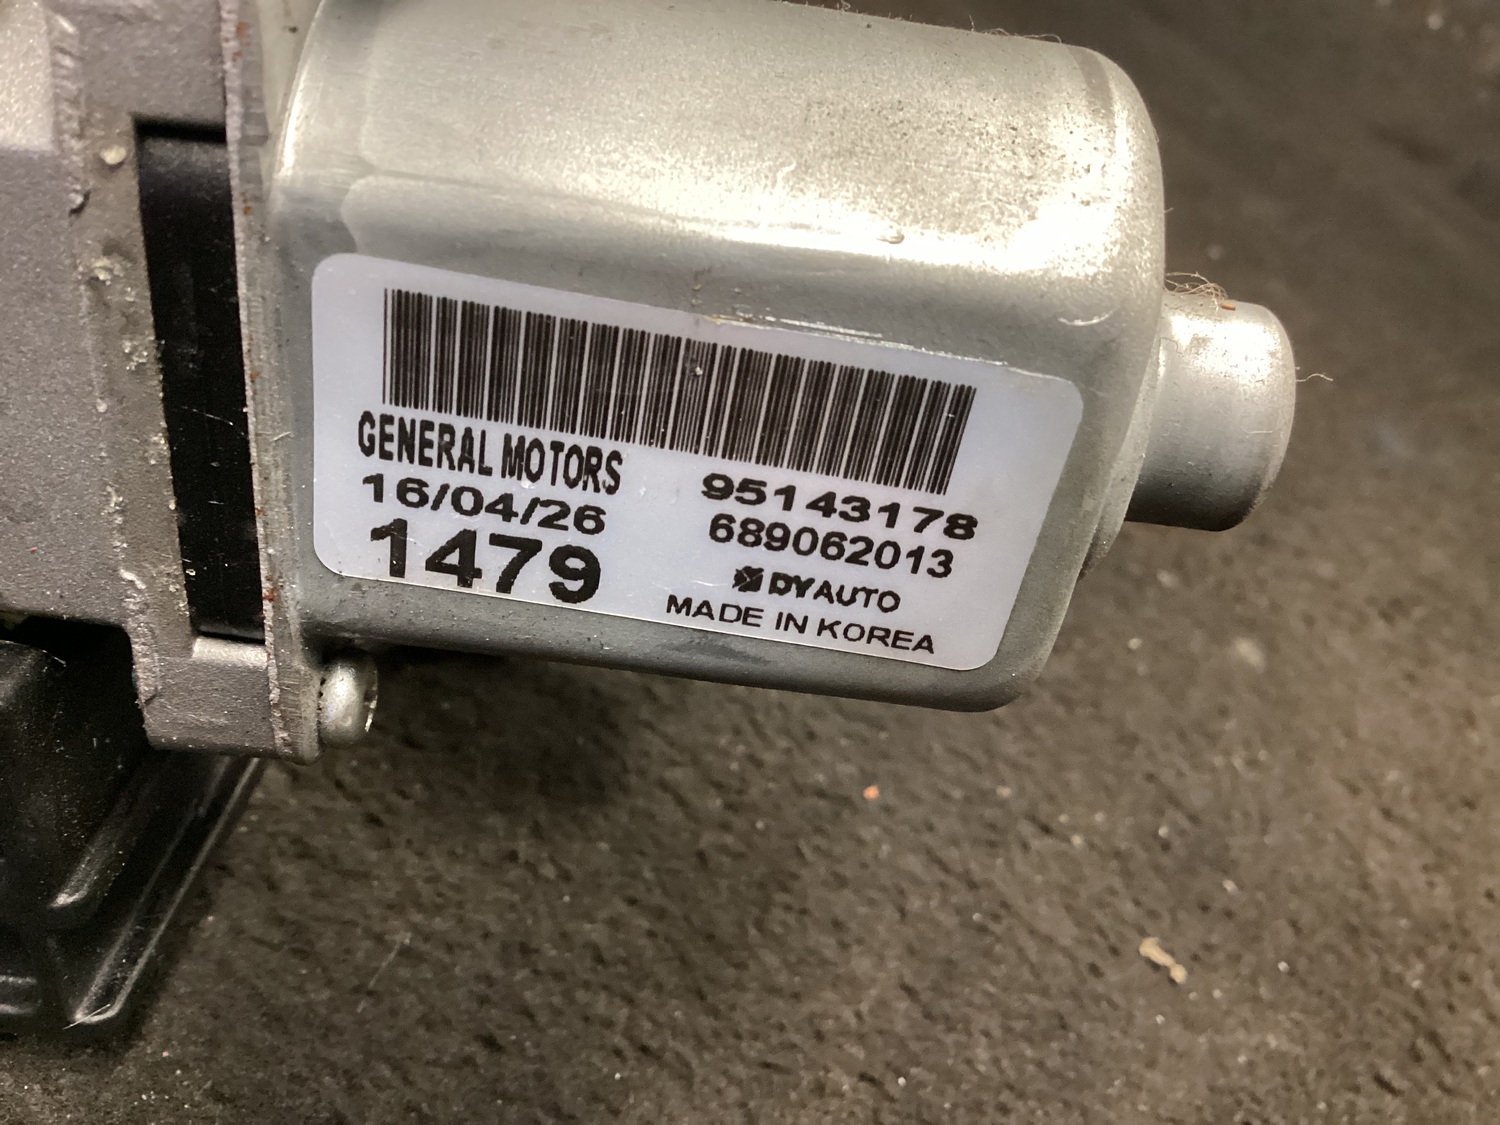 GENERAL MOTORS
16/04/26
1479
95143178
689062013
DYAUTO
MADE IN KOREA